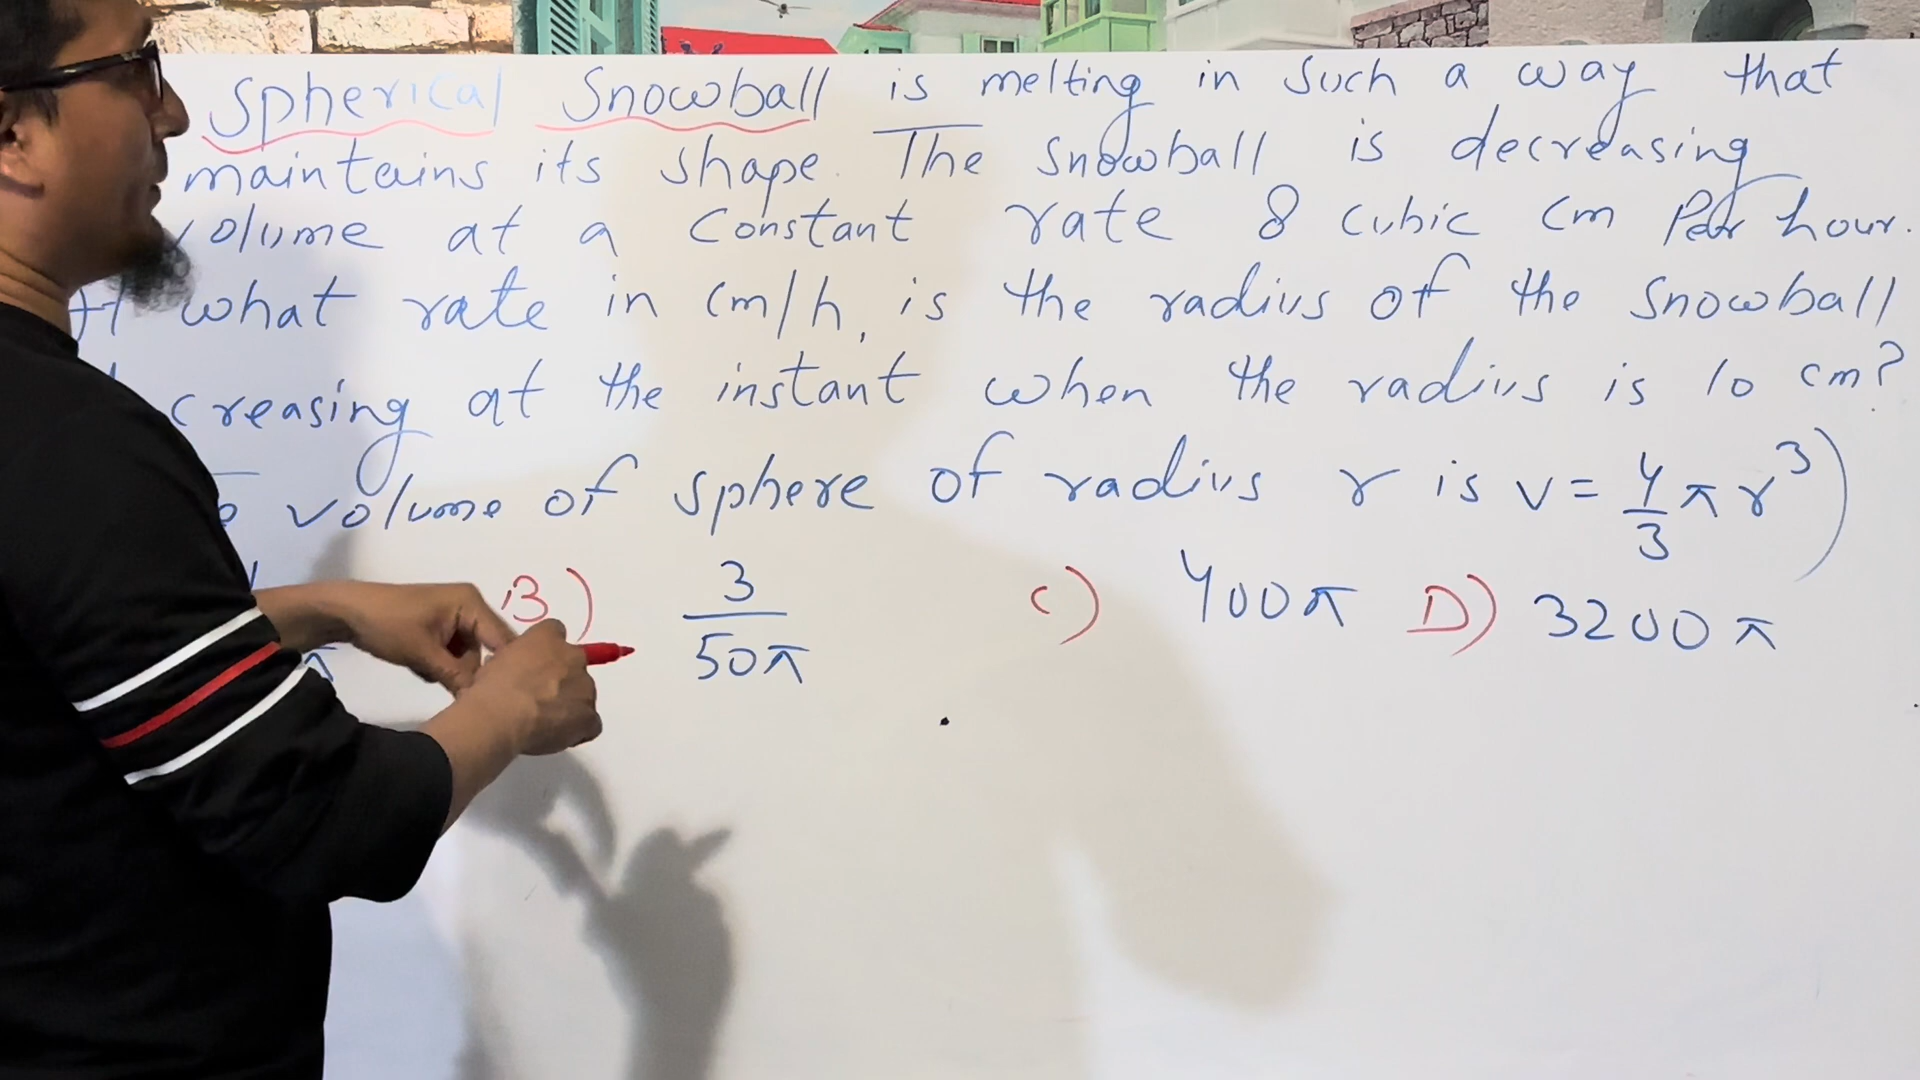 Spherical Snowball is melting in such a way that
maintains its shape. The snowball is decreasing
volume at a constant rate 8 cubic cm Per hour.
At what rate in cm/h, is the radius of the snowball
creasing at the instant when the radius is 10 cm?
volume of sphere of radius r is v = 4/3 π r³)
B) 3/50π C) 400π D) 3200π